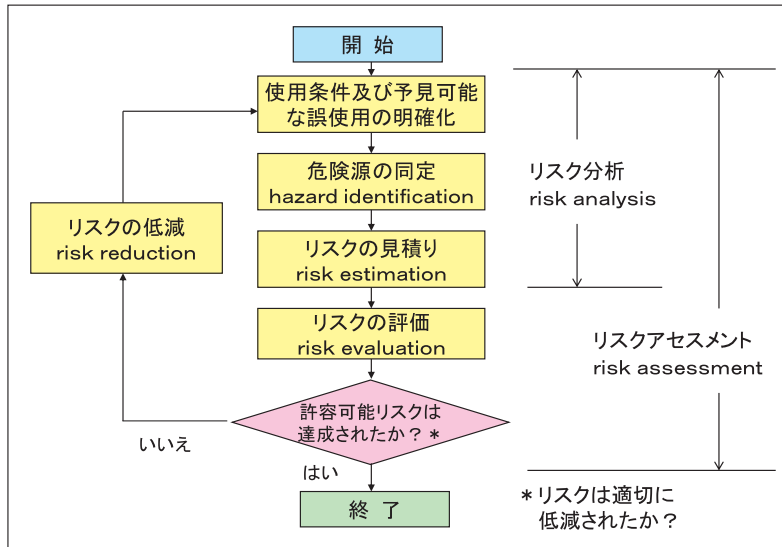 開 始
使用条件及び予見可能
な誤使用の明確化
危険源の同定
hazard identification
リスクの見積り
risk estimation
リスクの評価
risk evaluation
許容可能リスクは
達成されたか？*
はい
終 了
いいえ
リスクの低減
risk reduction
リスク分析
risk analysis
リスクアセスメント
risk assessment
*リスクは適切に
低減されたか？